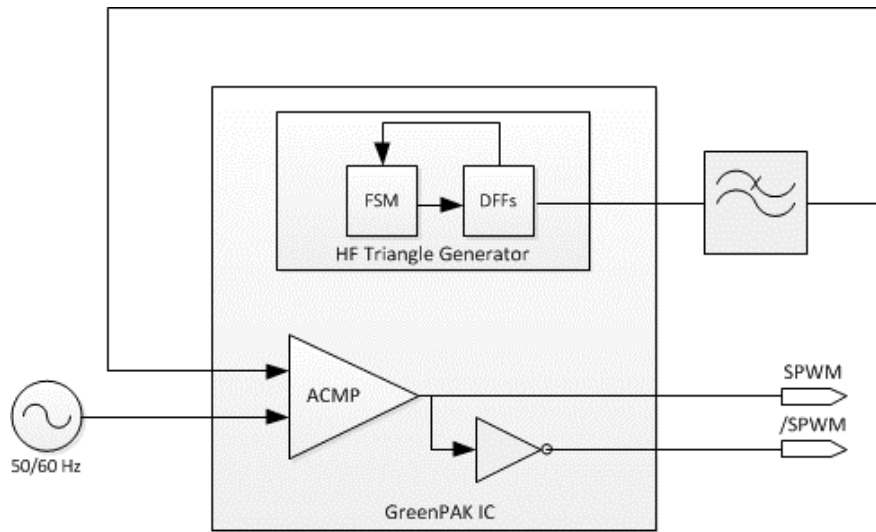 FSM
DFFs
HF Triangle Generator
ACMP
SPWM
/SPWM
50/60 Hz
GreenPAK IC